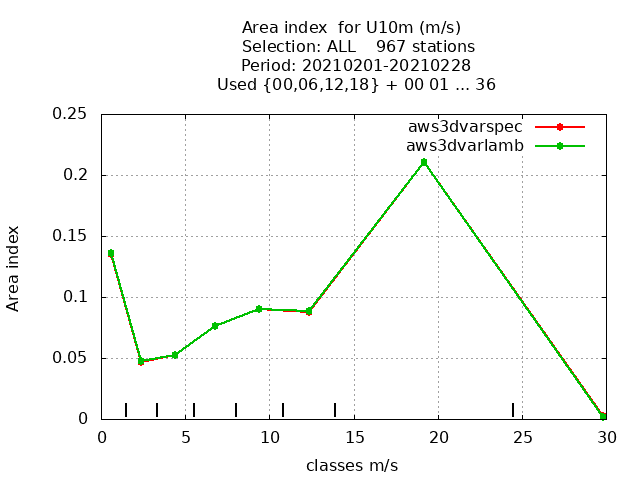 Area index  for U10m (m/s)
Selection: ALL    967 stations
Period: 20210201-20210228
Used {00,06,12,18} + 00 01 ... 36
aws3dvarspec
aws3dvarlamb
0.25
0.2
0.15
0.1
0.05
0
Area index
0 5 10 15 20 25 30
classes m/s